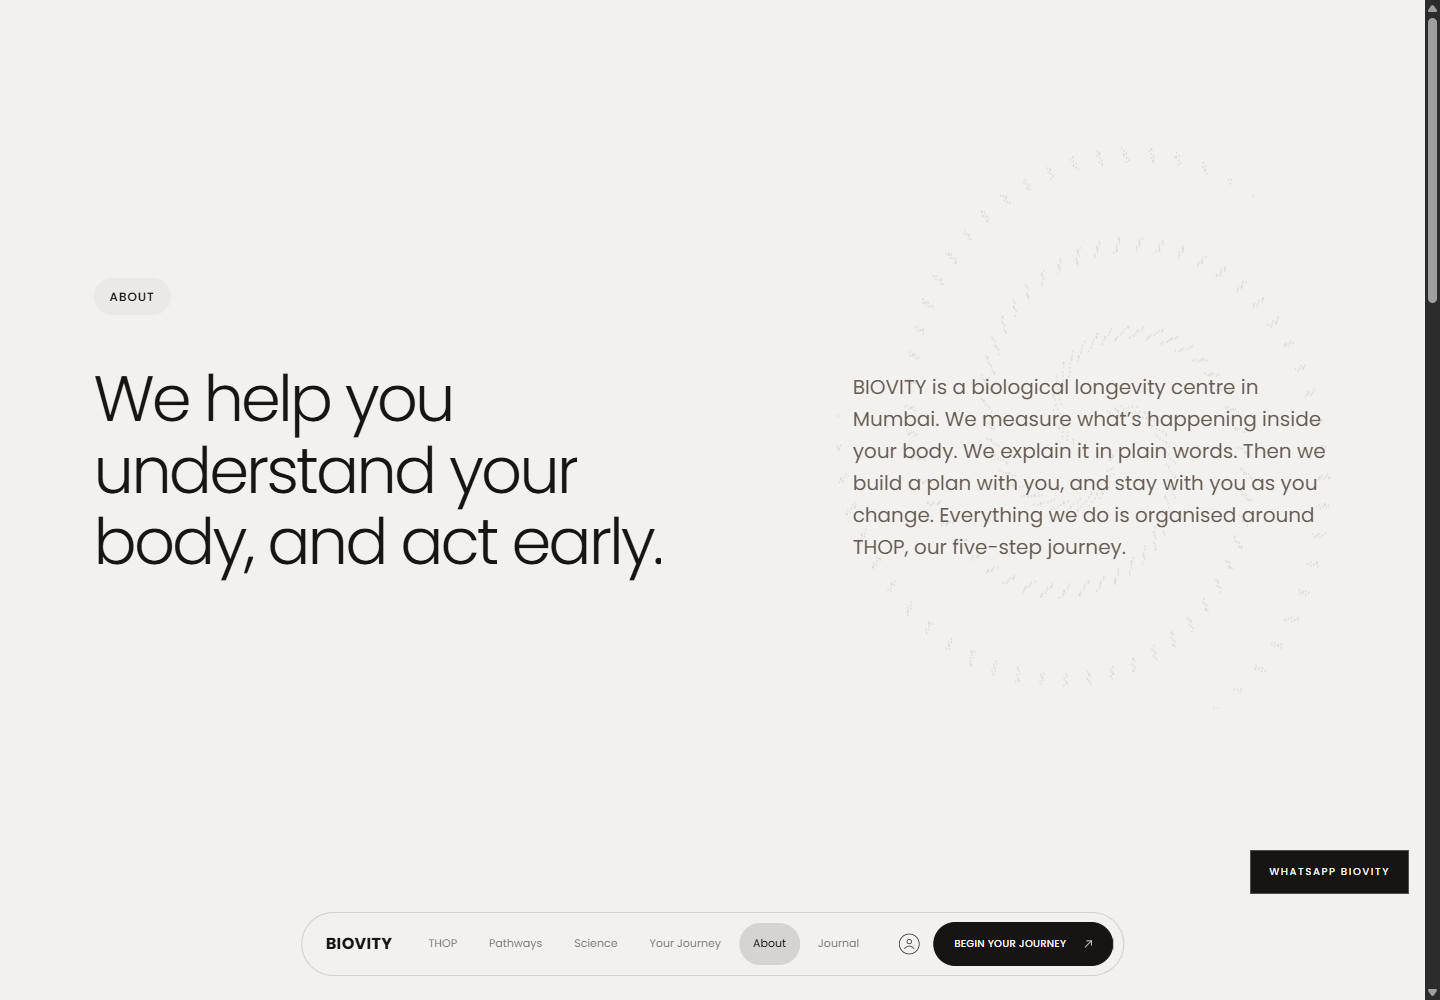 ABOUT
We help you
understand your
body, and act early.
BIOVITY is a biological longevity centre in
Mumbai. We measure what’s happening inside
your body. We explain it in plain words. Then we
build a plan with you, and stay with you as you
change. Everything we do is organised around
THOP, our five-step journey.
WHATSAPP BIOVITY
BIOVITY THOP Pathways Science Your Journey About Journal BEGIN YOUR JOURNEY